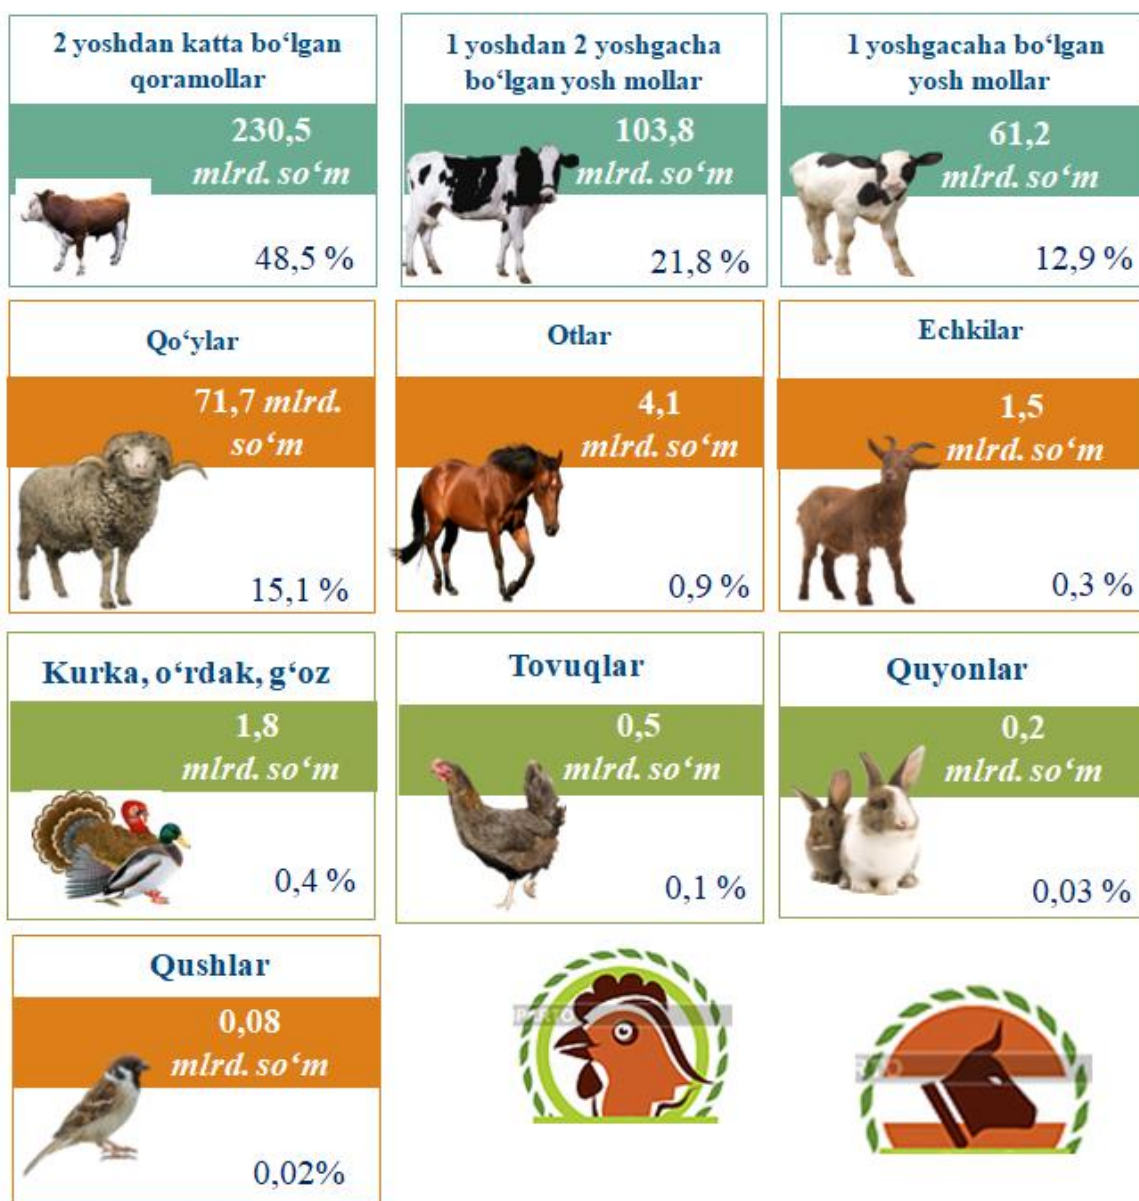 2 yoshdan katta bo‘lgan
qoramollar
230,5
mlrd. so‘m
48,5 %
1 yoshdan 2 yoshgacha
bo‘lgan yosh mollar
103,8
mlrd. so‘m
21,8 %
1 yoshgacaha bo‘lgan
yosh mollar
61,2
mlrd. so‘m
12,9 %
Qo‘ylar
71,7 mlrd.
so‘m
15,1 %
Otlar
4,1
mlrd. so‘m
0,9 %
Echkilar
1,5
mlrd. so‘m
0,3 %
Kurka, o‘rdak, g‘oz
1,8
mlrd. so‘m
0,4 %
Tovuqlar
0,5
mlrd. so‘m
0,1 %
Quyonlar
0,2
mlrd. so‘m
0,03 %
Qushlar
0,08
mlrd. so‘m
0,02%